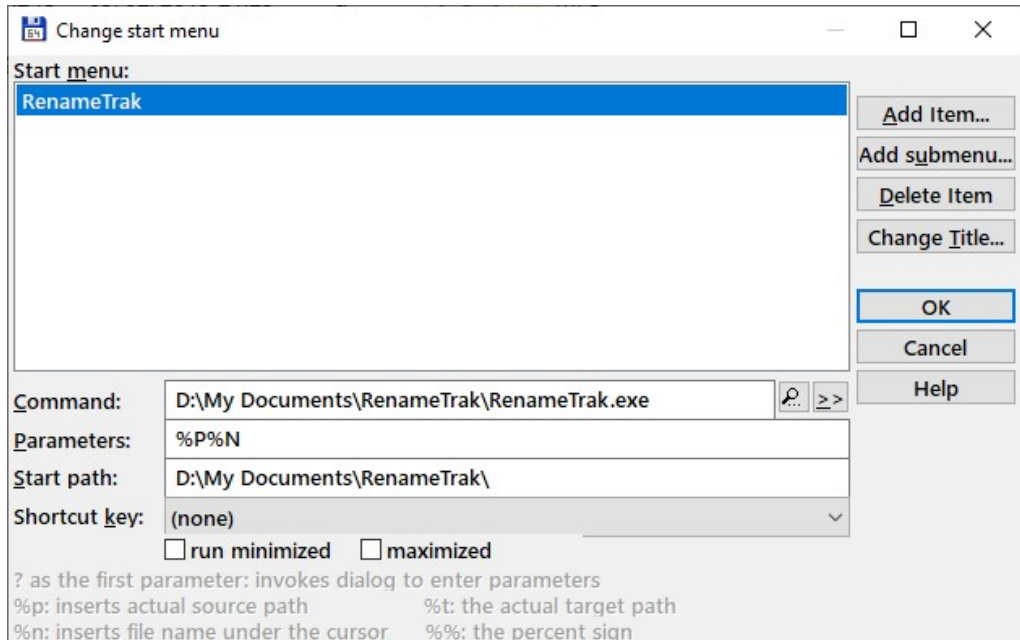 Change start menu
Start menu:
RenameTrak
Add Item...
Add submenu...
Delete Item
Change Title...
OK
Cancel
Help
Command: D:\My Documents\RenameTrak\RenameTrak.exe >>
Parameters: %P%N
Start path: D:\My Documents\RenameTrak\
Shortcut key: (none)
run minimized maximized
? as the first parameter: invokes dialog to enter parameters
%p: inserts actual source path %t: the actual target path
%n: inserts file name under the cursor %%: the percent sign